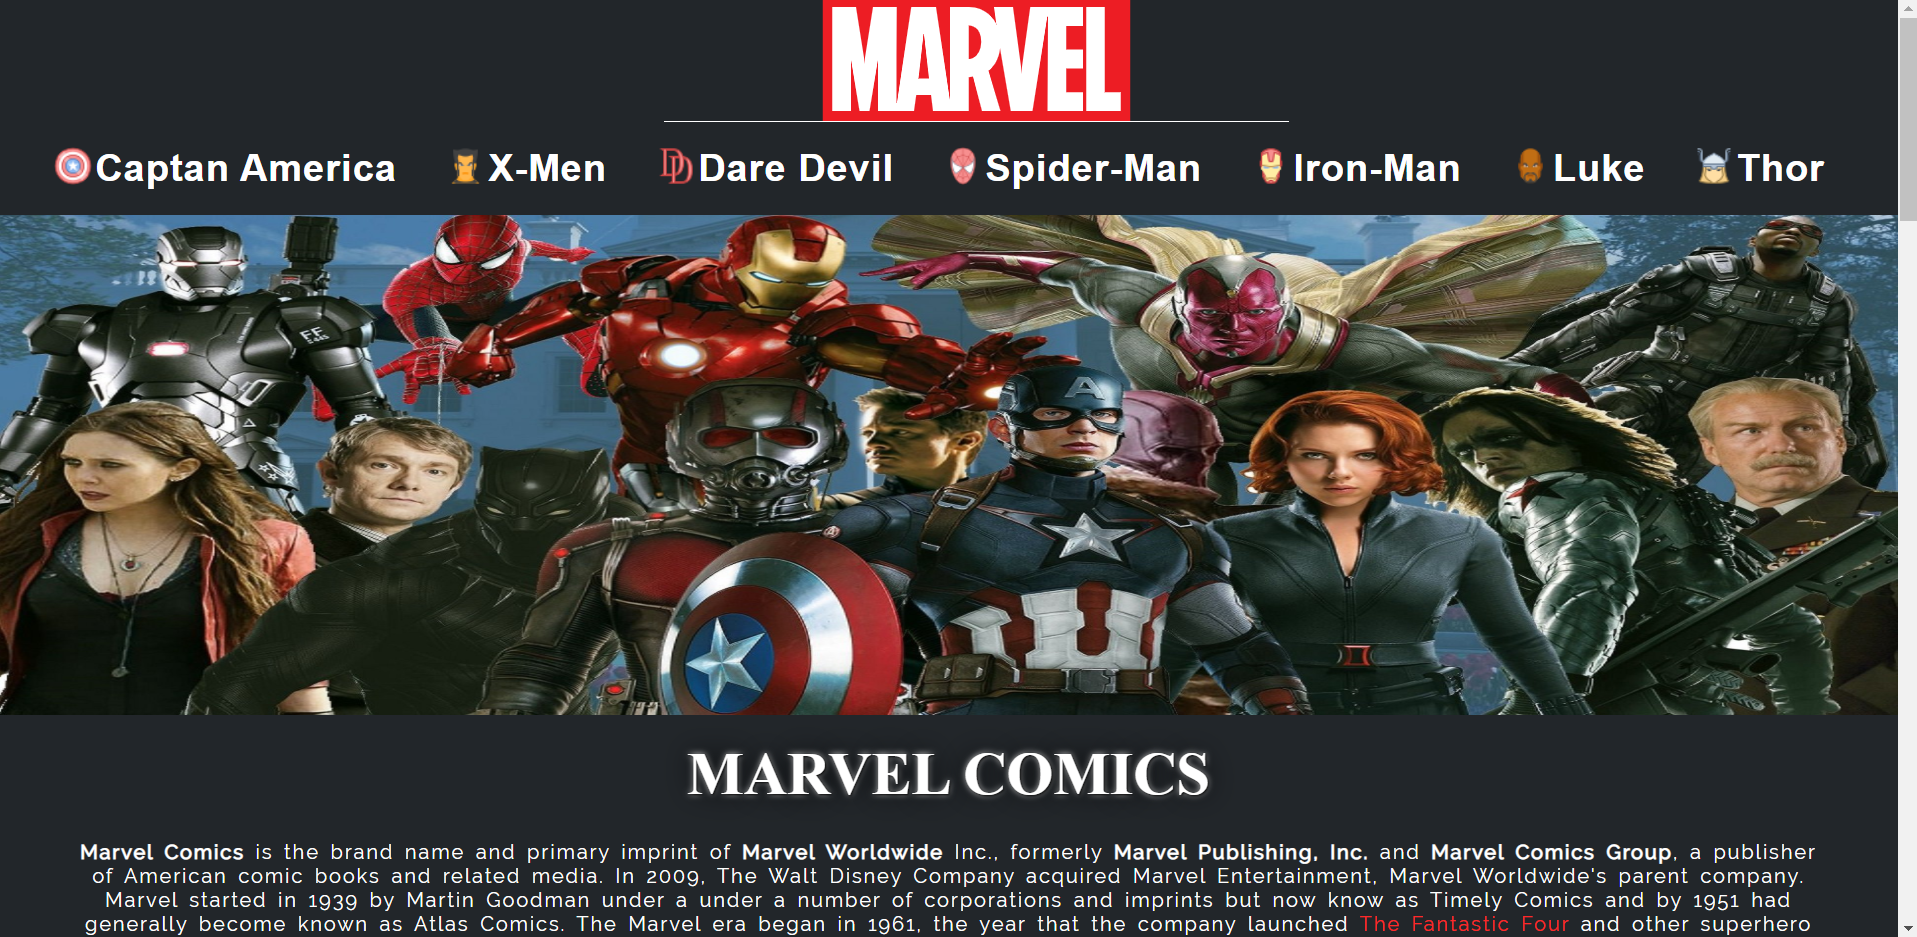 MARVEL
Captan America X-Men Dare Devil Spider-Man Iron-Man Luke Thor
MARVEL COMICS
Marvel Comics is the brand name and primary imprint of Marvel Worldwide Inc., formerly Marvel Publishing, Inc. and Marvel Comics Group, a publisher
of American comic books and related media. In 2009, The Walt Disney Company acquired Marvel Entertainment, Marvel Worldwide's parent company.
Marvel started in 1939 by Martin Goodman under a under a number of corporations and imprints but now know as Timely Comics and by 1951 had
generally become known as Atlas Comics. The Marvel era began in 1961, the year that the company launched The Fantastic Four and other superhero